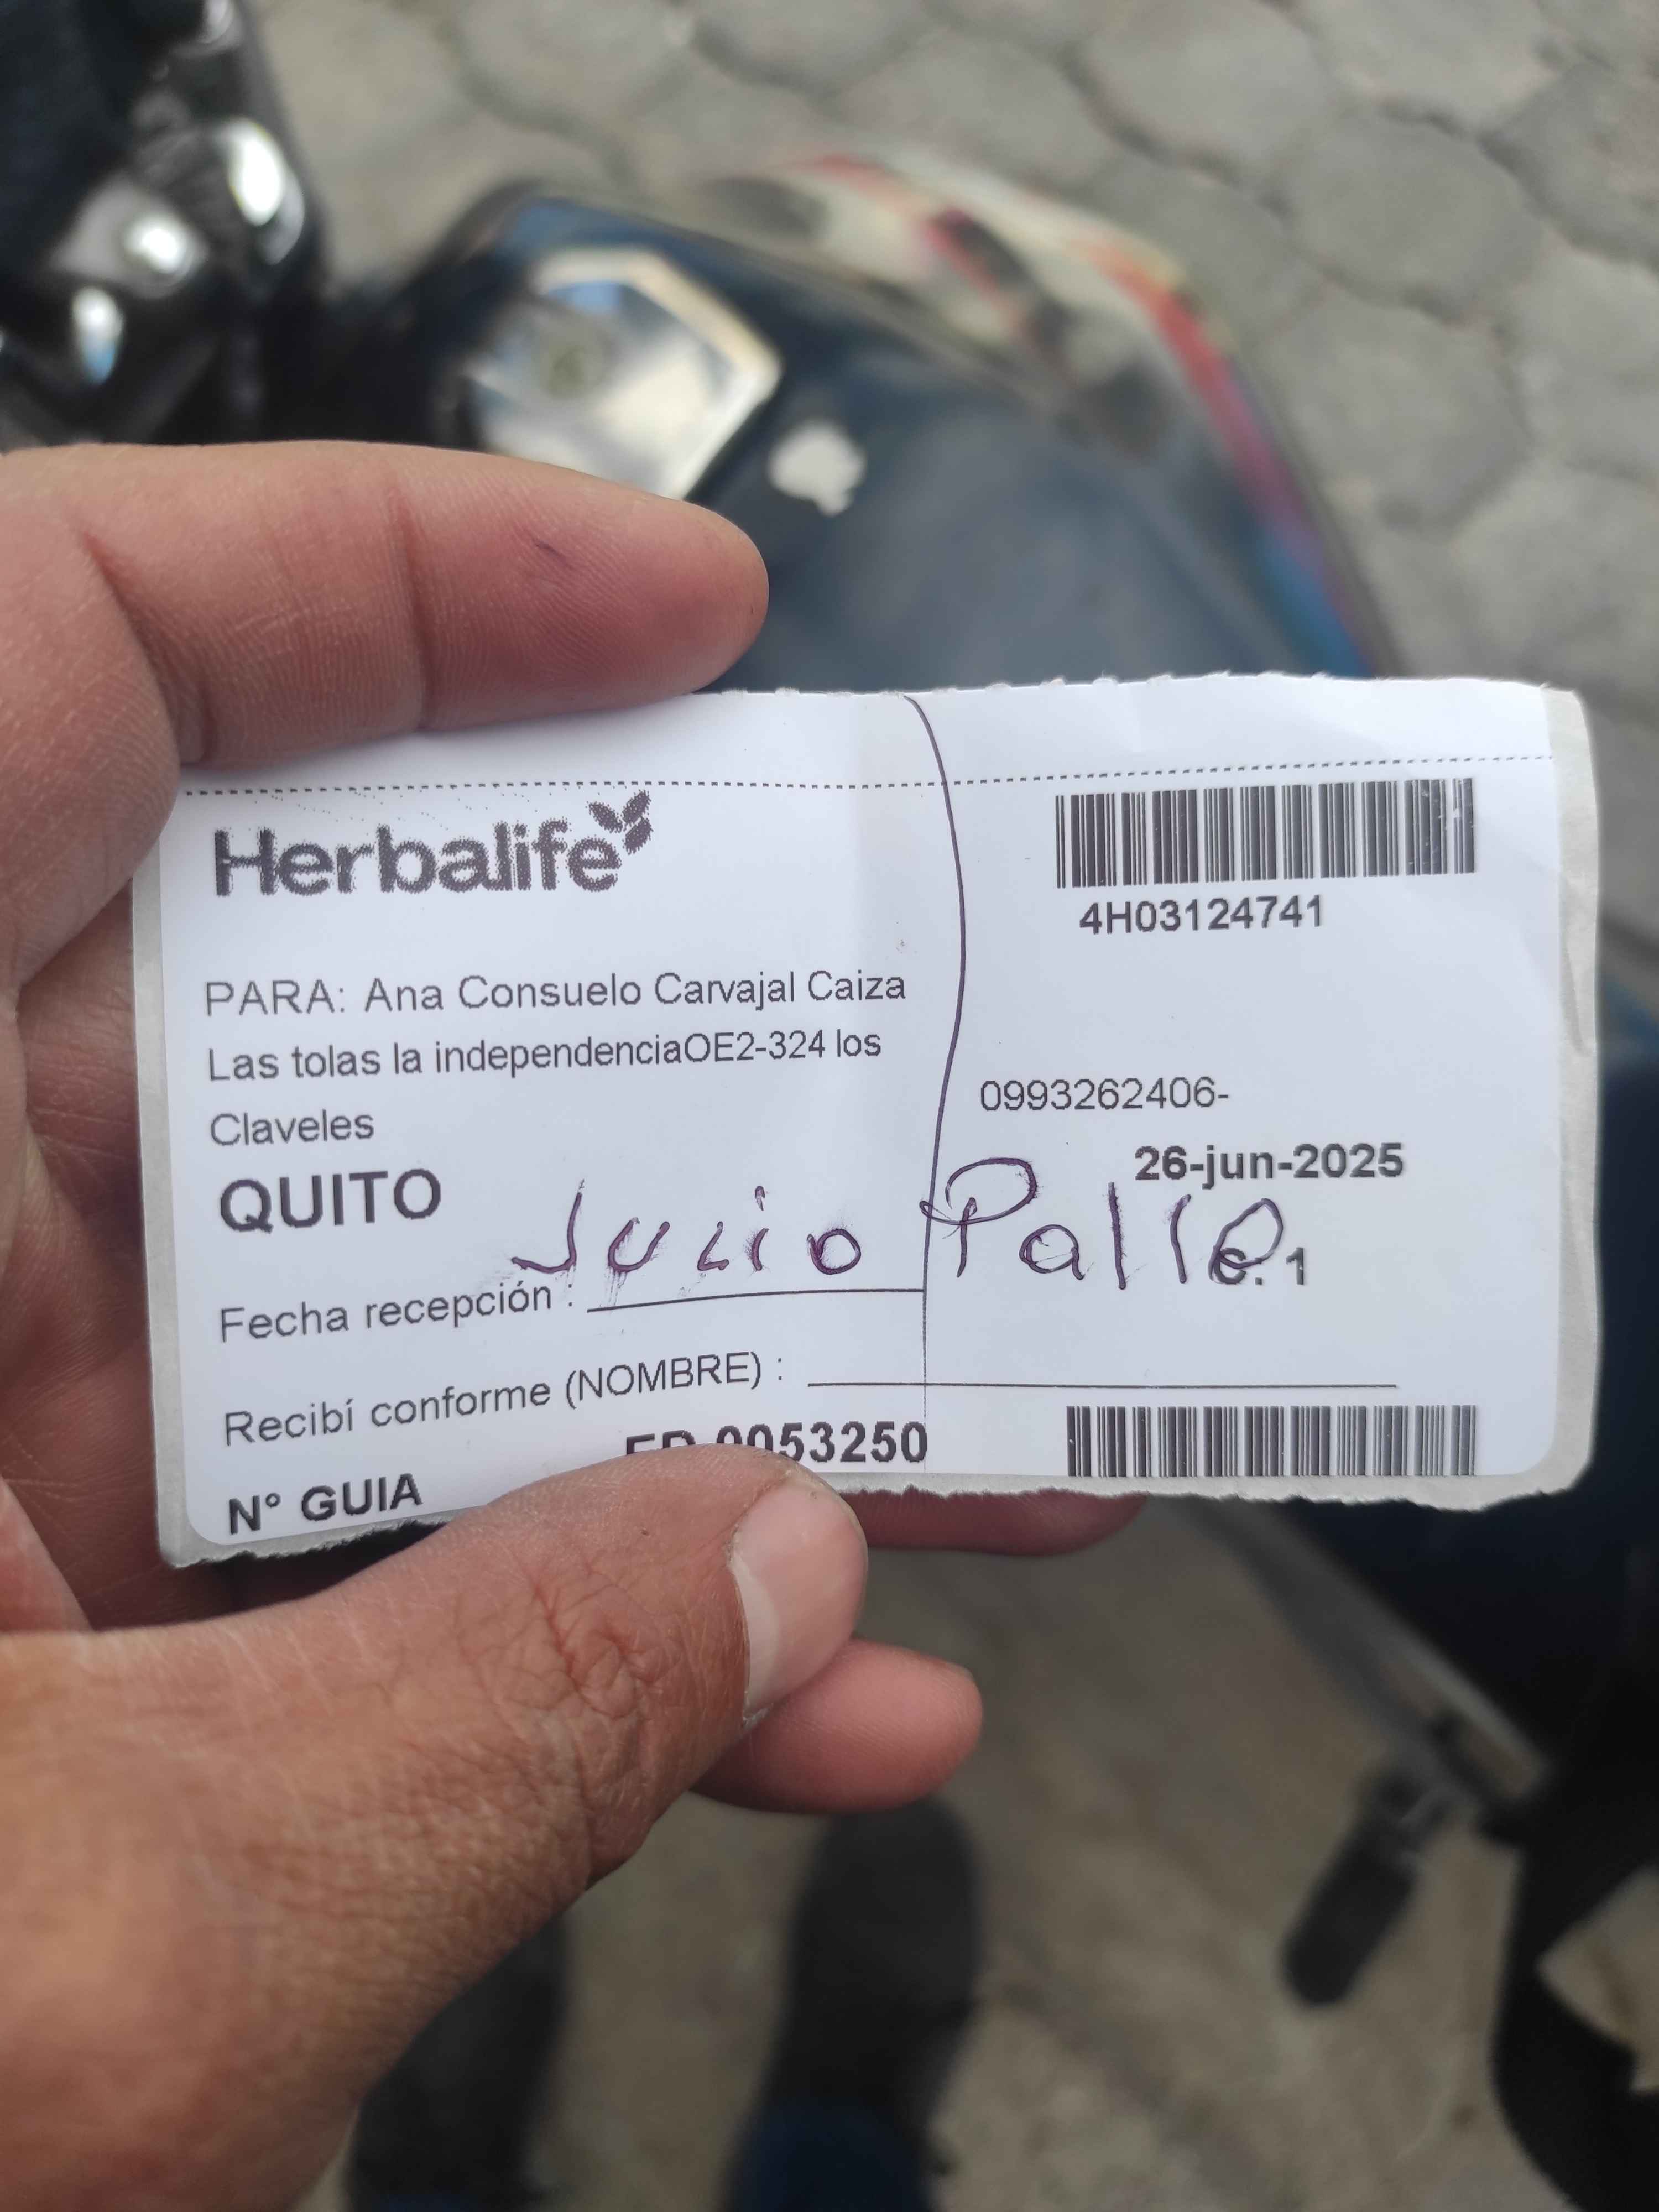 Herbalife
4H03124741
PARA: Ana Consuelo Carvajal Caiza
Las tolas la independenciaOE2-324 los
Claveles
0993262406-
26-jun-2025
QUITO
Julio Pallo
C. 1
Fecha recepción :
Recibí conforme (NOMBRE) :
0053250
N° GUIA